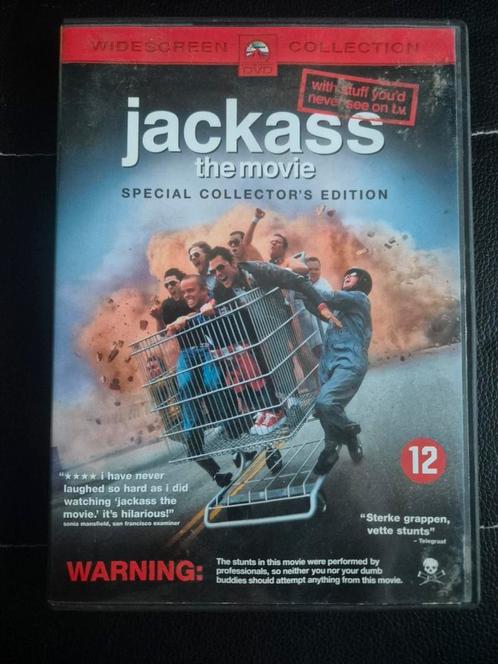 WIDESCREEN COLLECTION
DVD
with stuff you'd
never see on t.v.
jackass
the movie
SPECIAL COLLECTOR'S EDITION
12
"★★★★ i have never
laughed so hard as i did
watching 'jackass the
movie.' it's hilarious!"
sonia mansfield, san francisco examiner
"Sterke grappen,
vette stunts"
– Telegraaf
WARNING:
The stunts in this movie were performed by
professionals, so neither you nor your dumb
buddies should attempt anything from this movie.